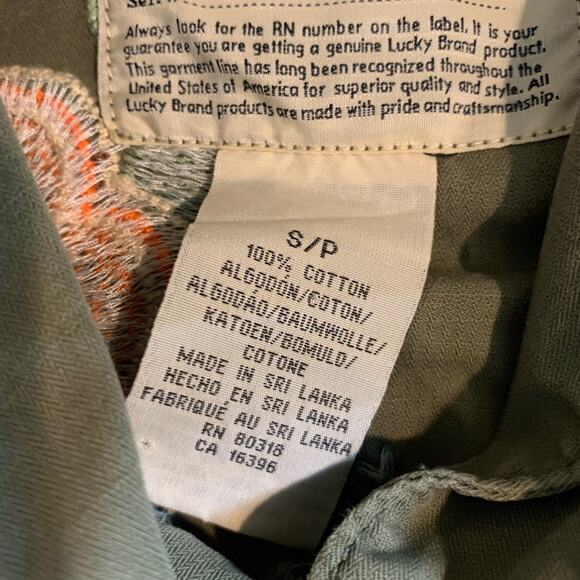 Always look for the RN number on the label. It is your
guarantee you are getting a genuine Lucky Brand product.
This garment line has long been recognized throughout the
United States of America for superior quality and style. All
Lucky Brand products are made with pride and craftsmanship.
S/P
100% COTTON
ALGODÓN/COTON/
ALGODÃO/BAUMWOLLE/
KATOEN/BOMULD/
COTONE
MADE IN SRI LANKA
HECHO EN SRI LANKA
FABRIQUÉ AU SRI LANKA
RN 80318
CA 16396